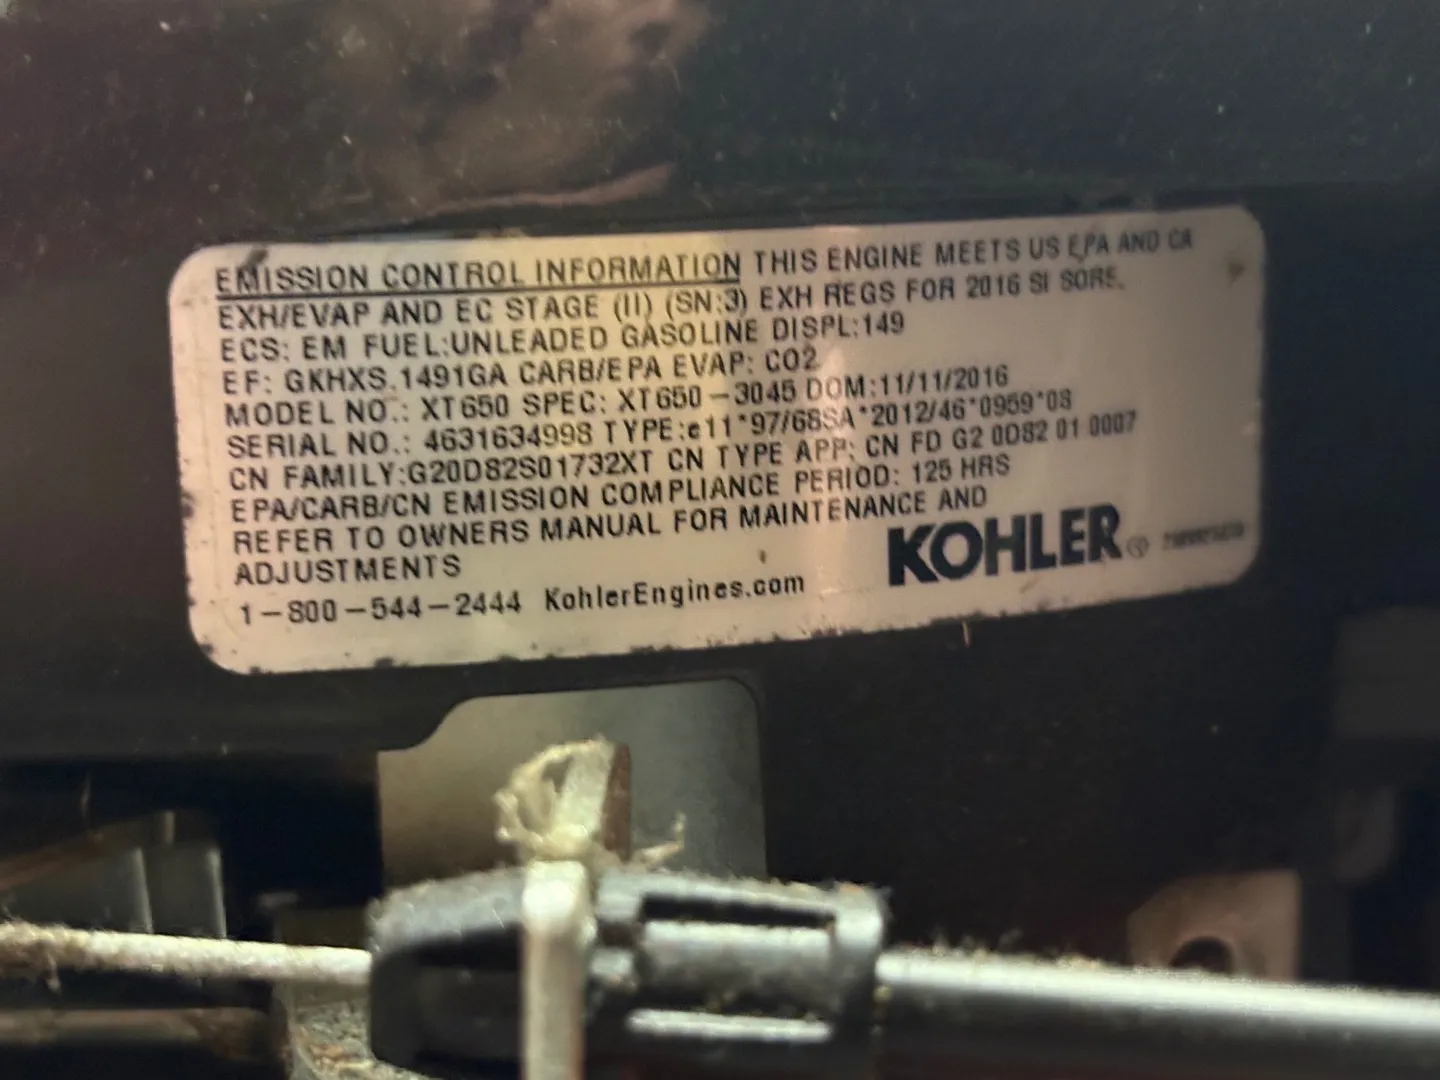 EMISSION CONTROL INFORMATION THIS ENGINE MEETS US EPA AND CA
EXH/EVAP AND EC STAGE (II) (SN:3) EXH REGS FOR 2016 SI SORE.
ECS: EM FUEL:UNLEADED GASOLINE DISPL:149
EF: GKHXS.1491GA CARB/EPA EVAP: CO2
MODEL NO.: XT650 SPEC: XT650-3045 DOM:11/11/2016
SERIAL NO.: 4631634998 TYPE:e11*97/68SA*2012/46*0959*08
CN FAMILY:G20D82S01732XT CN TYPE APP: CN FD G2 0D82 01 0007
EPA/CARB/CN EMISSION COMPLIANCE PERIOD: 125 HRS
REFER TO OWNERS MANUAL FOR MAINTENANCE AND
ADJUSTMENTS
1-800-544-2444 KohlerEngines.com
KOHLER®